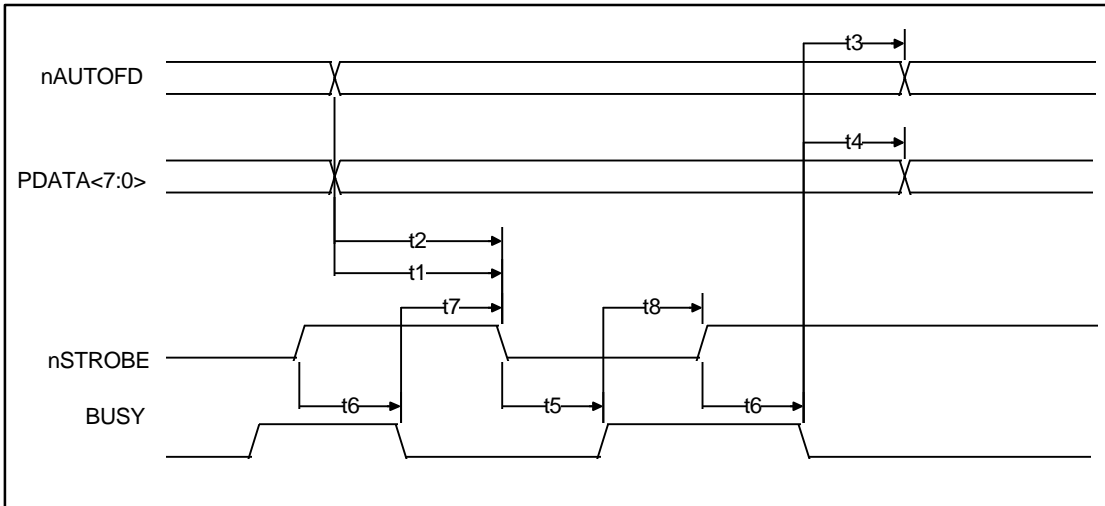 t3
nAUTOFD
t4
PDATA<7:0>
t2
t1
t7
t8
nSTROBE
t6
t5
t6
BUSY